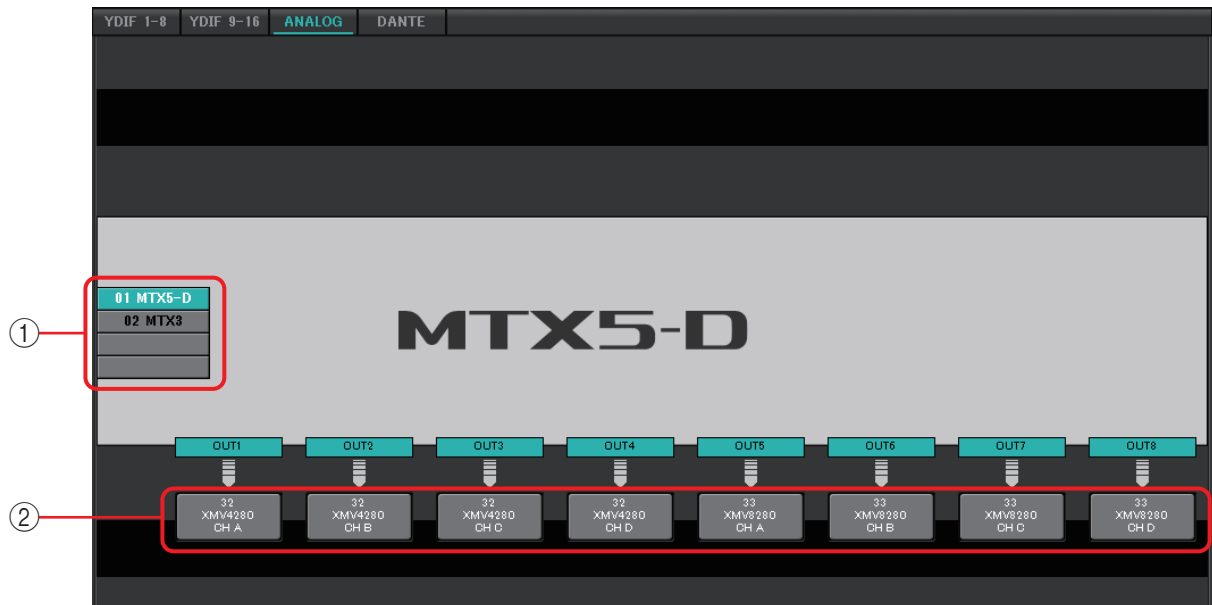 YDIF 1-8 YDIF 9-16 ANALOG DANTE
01 MTX5-D
02 MTX3
①
MTX5-D
OUT1 OUT2 OUT3 OUT4 OUT5 OUT6 OUT7 OUT8
②
32 32 32 32 33 33 33 33
XMV4280 XMV4280 XMV4280 XMV4280 XMV8280 XMV8280 XMV8280 XMV8280
CH A CH B CH C CH D CH A CH B CH C CH D